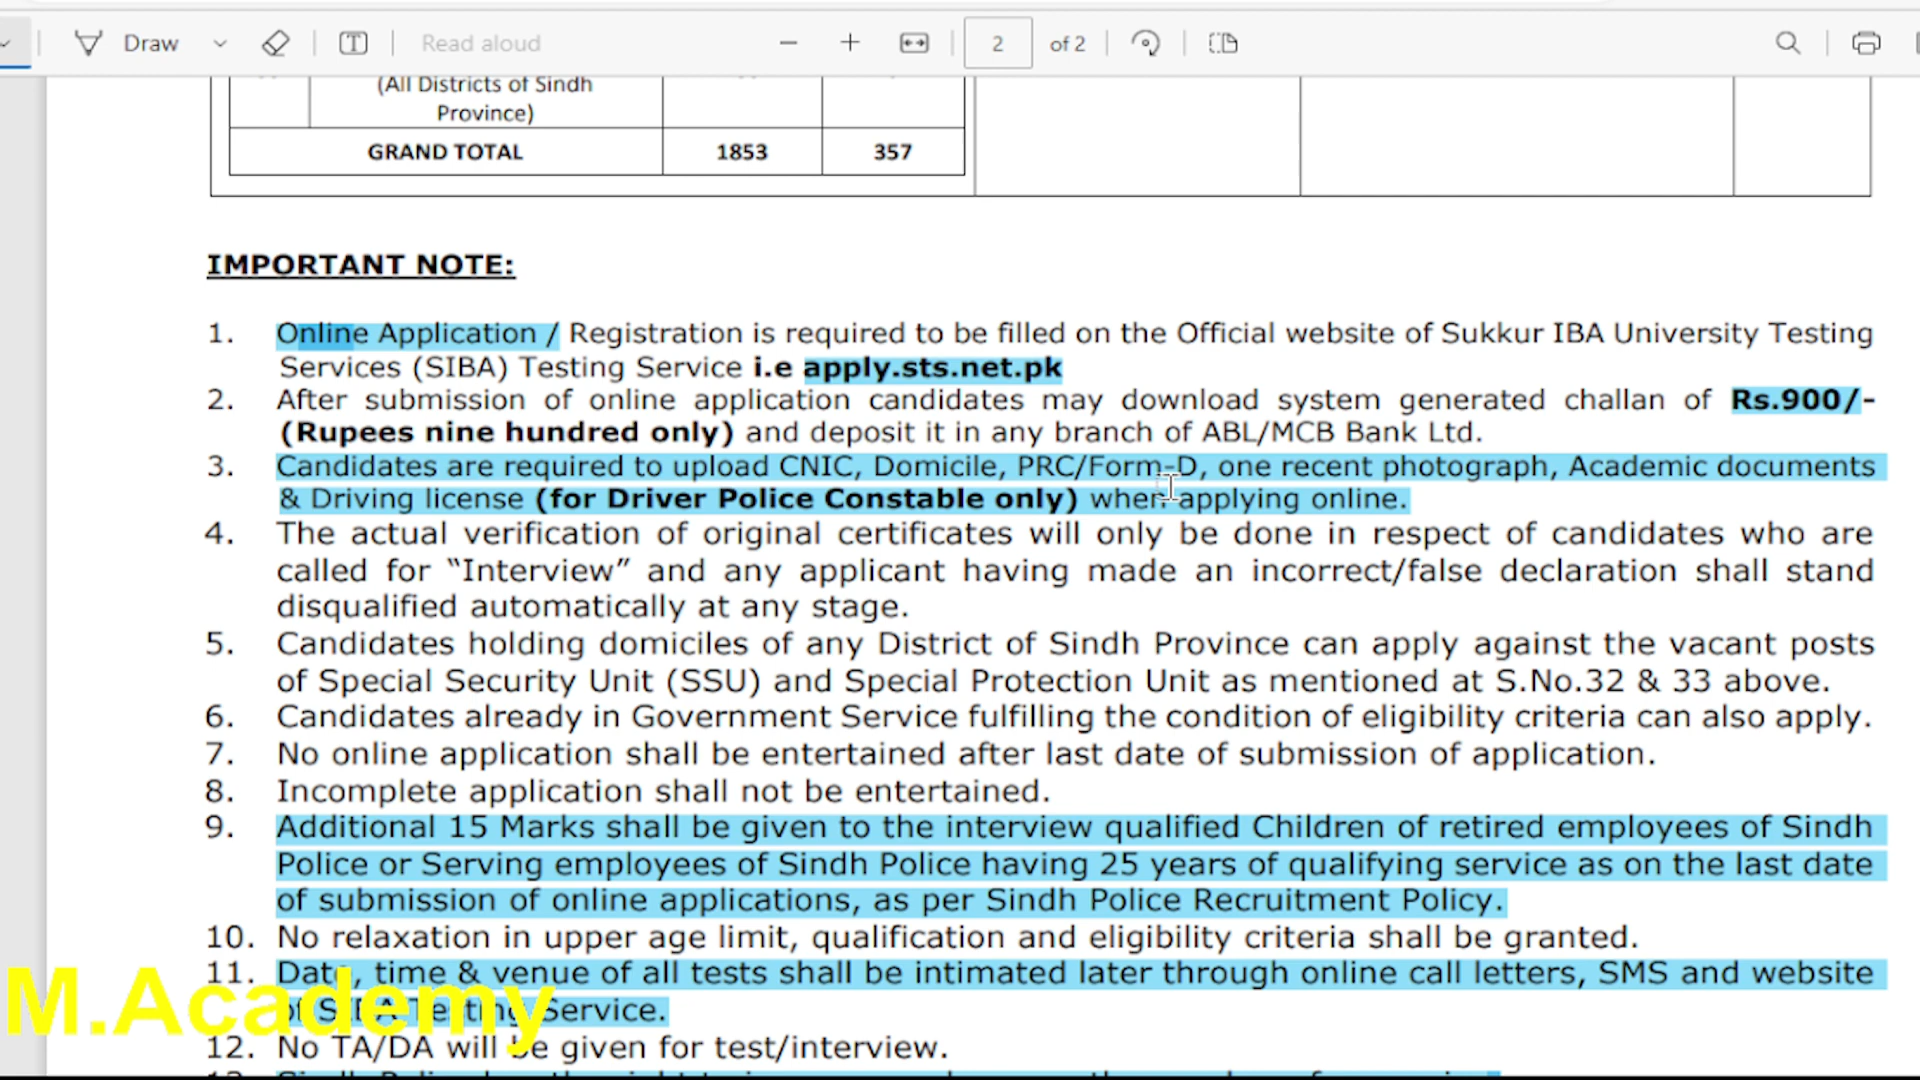 Draw
Read aloud
2 of 2
(All Districts of Sindh
Province)
GRAND TOTAL 1853 357
IMPORTANT NOTE:
1. Online Application / Registration is required to be filled on the Official website of Sukkur IBA University Testing
Services (SIBA) Testing Service i.e apply.sts.net.pk
2. After submission of online application candidates may download system generated challan of Rs.900/-
(Rupees nine hundred only) and deposit it in any branch of ABL/MCB Bank Ltd.
3. Candidates are required to upload CNIC, Domicile, PRC/Form-D, one recent photograph, Academic documents
& Driving license (for Driver Police Constable only) when applying online.
4. The actual verification of original certificates will only be done in respect of candidates who are
called for “Interview” and any applicant having made an incorrect/false declaration shall stand
disqualified automatically at any stage.
5. Candidates holding domiciles of any District of Sindh Province can apply against the vacant posts
of Special Security Unit (SSU) and Special Protection Unit as mentioned at S.No.32 & 33 above.
6. Candidates already in Government Service fulfilling the condition of eligibility criteria can also apply.
7. No online application shall be entertained after last date of submission of application.
8. Incomplete application shall not be entertained.
9. Additional 15 Marks shall be given to the interview qualified Children of retired employees of Sindh
Police or Serving employees of Sindh Police having 25 years of qualifying service as on the last date
of submission of online applications, as per Sindh Police Recruitment Policy.
10. No relaxation in upper age limit, qualification and eligibility criteria shall be granted.
11. Date, time & venue of all tests shall be intimated later through online call letters, SMS and website
of SIBA Testing Service.
M.Academy
12. No TA/DA will be given for test/interview.